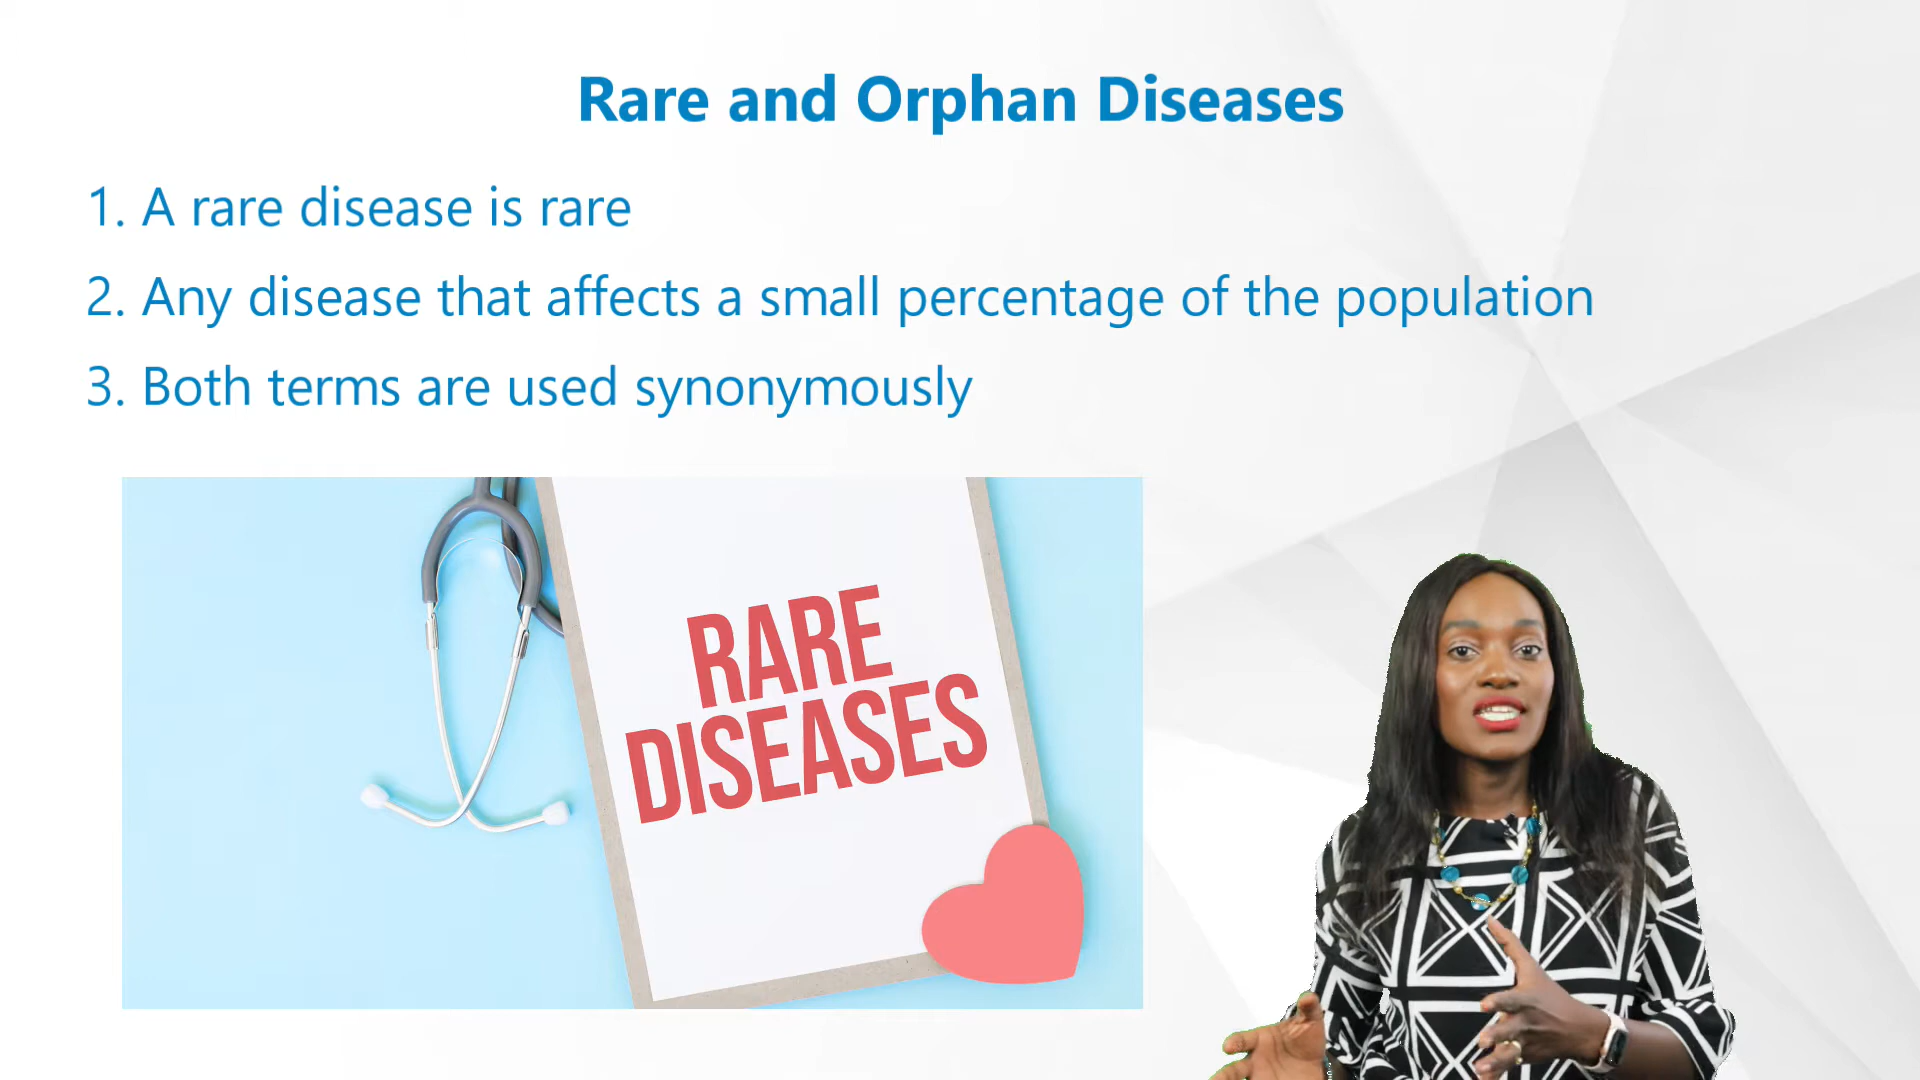 Rare and Orphan Diseases
1. A rare disease is rare
2. Any disease that affects a small percentage of the population
3. Both terms are used synonymously
RARE
DISEASES